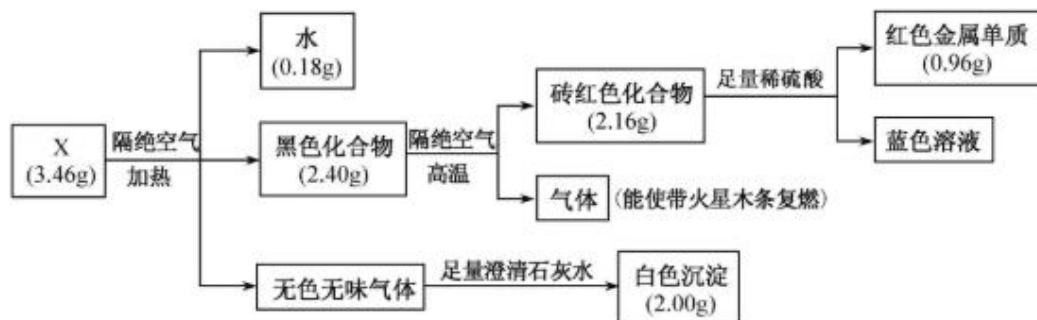 水
(0.18g)
X
(3.46g)
隔绝空气
加热
黑色化合物
(2.40g)
隔绝空气
高温
砖红色化合物
(2.16g)
足量稀硫酸
红色金属单质
(0.96g)
蓝色溶液
气体
(能使带火星木条复燃)
无色无味气体
足量澄清石灰水
白色沉淀
(2.00g)